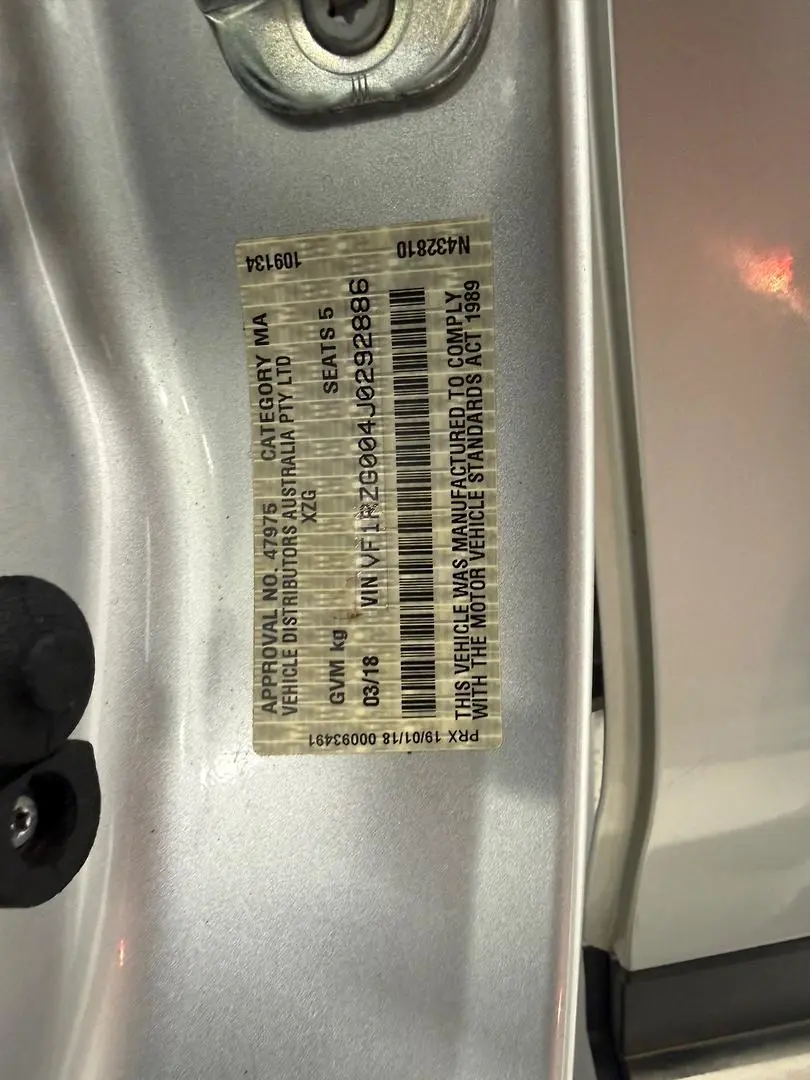 APPROVAL NO. 47975 CATEGORY MA
VEHICLE DISTRIBUTORS AUSTRALIA PTY LTD
XZG
GVM kg SEATS 5
03/18 VIN VF1RZG004J0292886
THIS VEHICLE WAS MANUFACTURED TO COMPLY
WITH THE MOTOR VEHICLE STANDARDS ACT 1989
PRX 19/01/18 00093491
N432810
109134